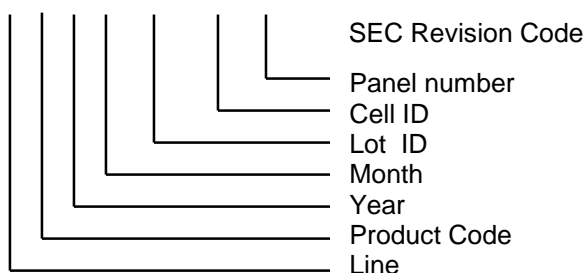 SEC Revision Code
Panel number
Cell ID
Lot ID
Month
Year
Product Code
Line